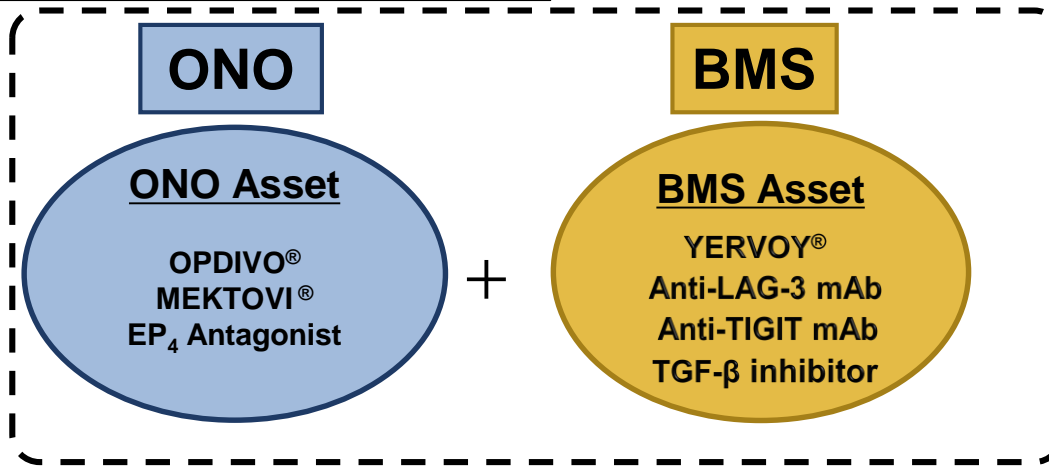 ONO
BMS
ONO Asset
OPDIVO®
MEKTOVI ®
EP₄ Antagonist
+
BMS Asset
YERVOY®
Anti-LAG-3 mAb
Anti-TIGIT mAb
TGF-β inhibitor